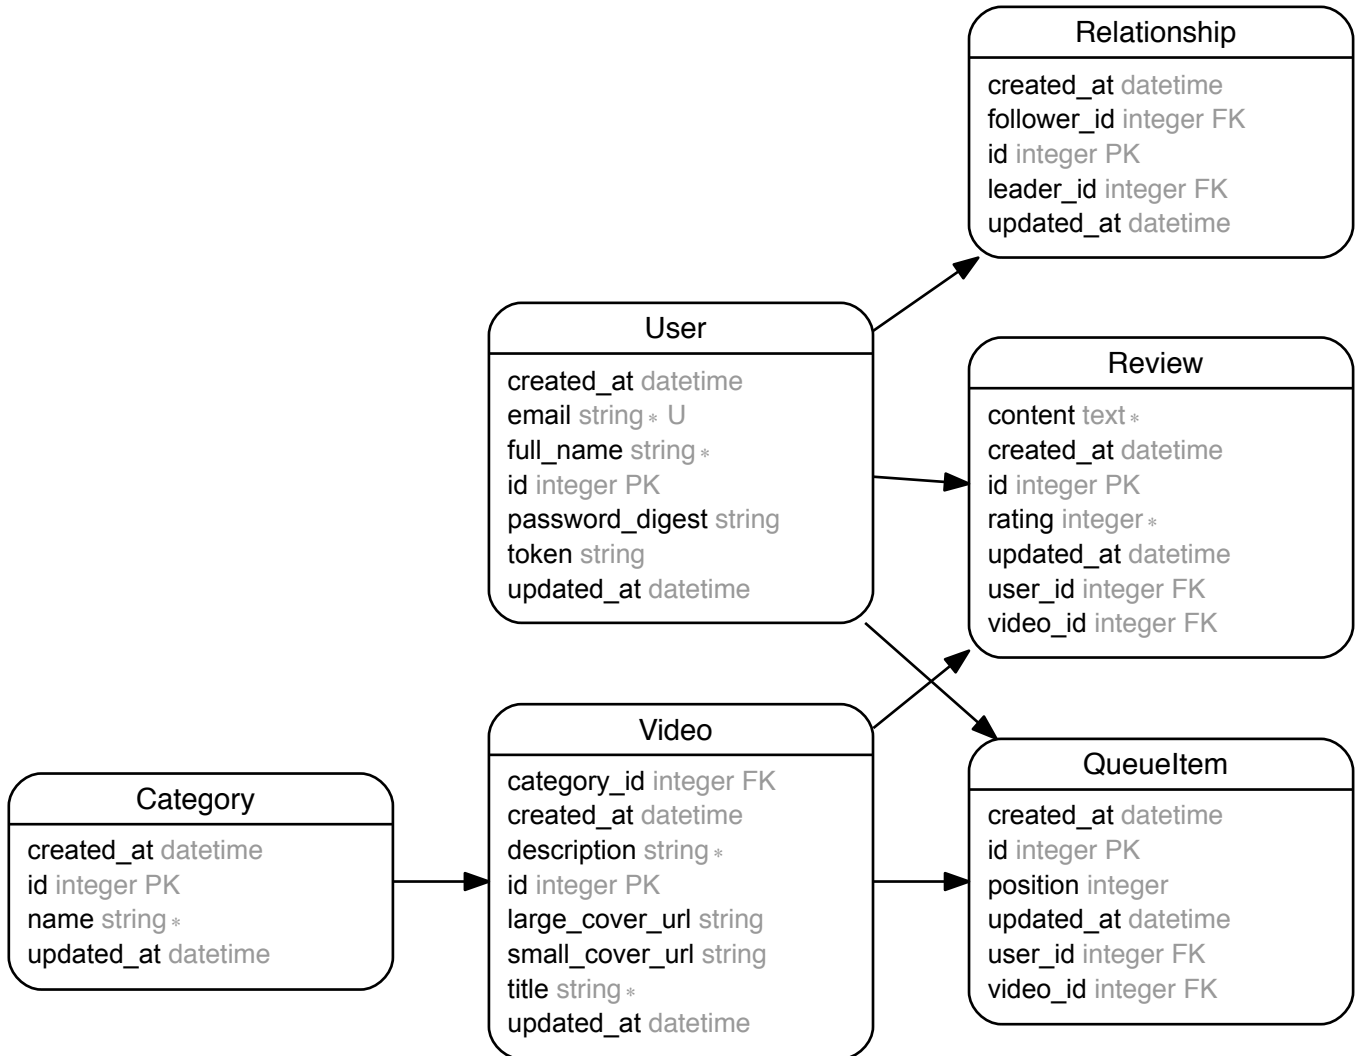 Relationship
created_at datetime
follower_id integer FK
id integer PK
leader_id integer FK
updated_at datetime
User
created_at datetime
email string * U
full_name string *
id integer PK
password_digest string
token string
updated_at datetime
Review
content text *
created_at datetime
id integer PK
rating integer *
updated_at datetime
user_id integer FK
video_id integer FK
Category
created_at datetime
id integer PK
name string *
updated_at datetime
Video
category_id integer FK
created_at datetime
description string *
id integer PK
large_cover_url string
small_cover_url string
title string *
updated_at datetime
QueueItem
created_at datetime
id integer PK
position integer
updated_at datetime
user_id integer FK
video_id integer FK